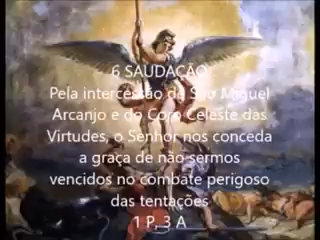 6 SAUDAÇÃO
Pela intercessão de São Miguel
Arcanjo e do Coro Celeste das
Virtudes, o Senhor nos conceda
a graça de não sermos
vencidos no combate perigoso
das tentações
1 P, 3 A